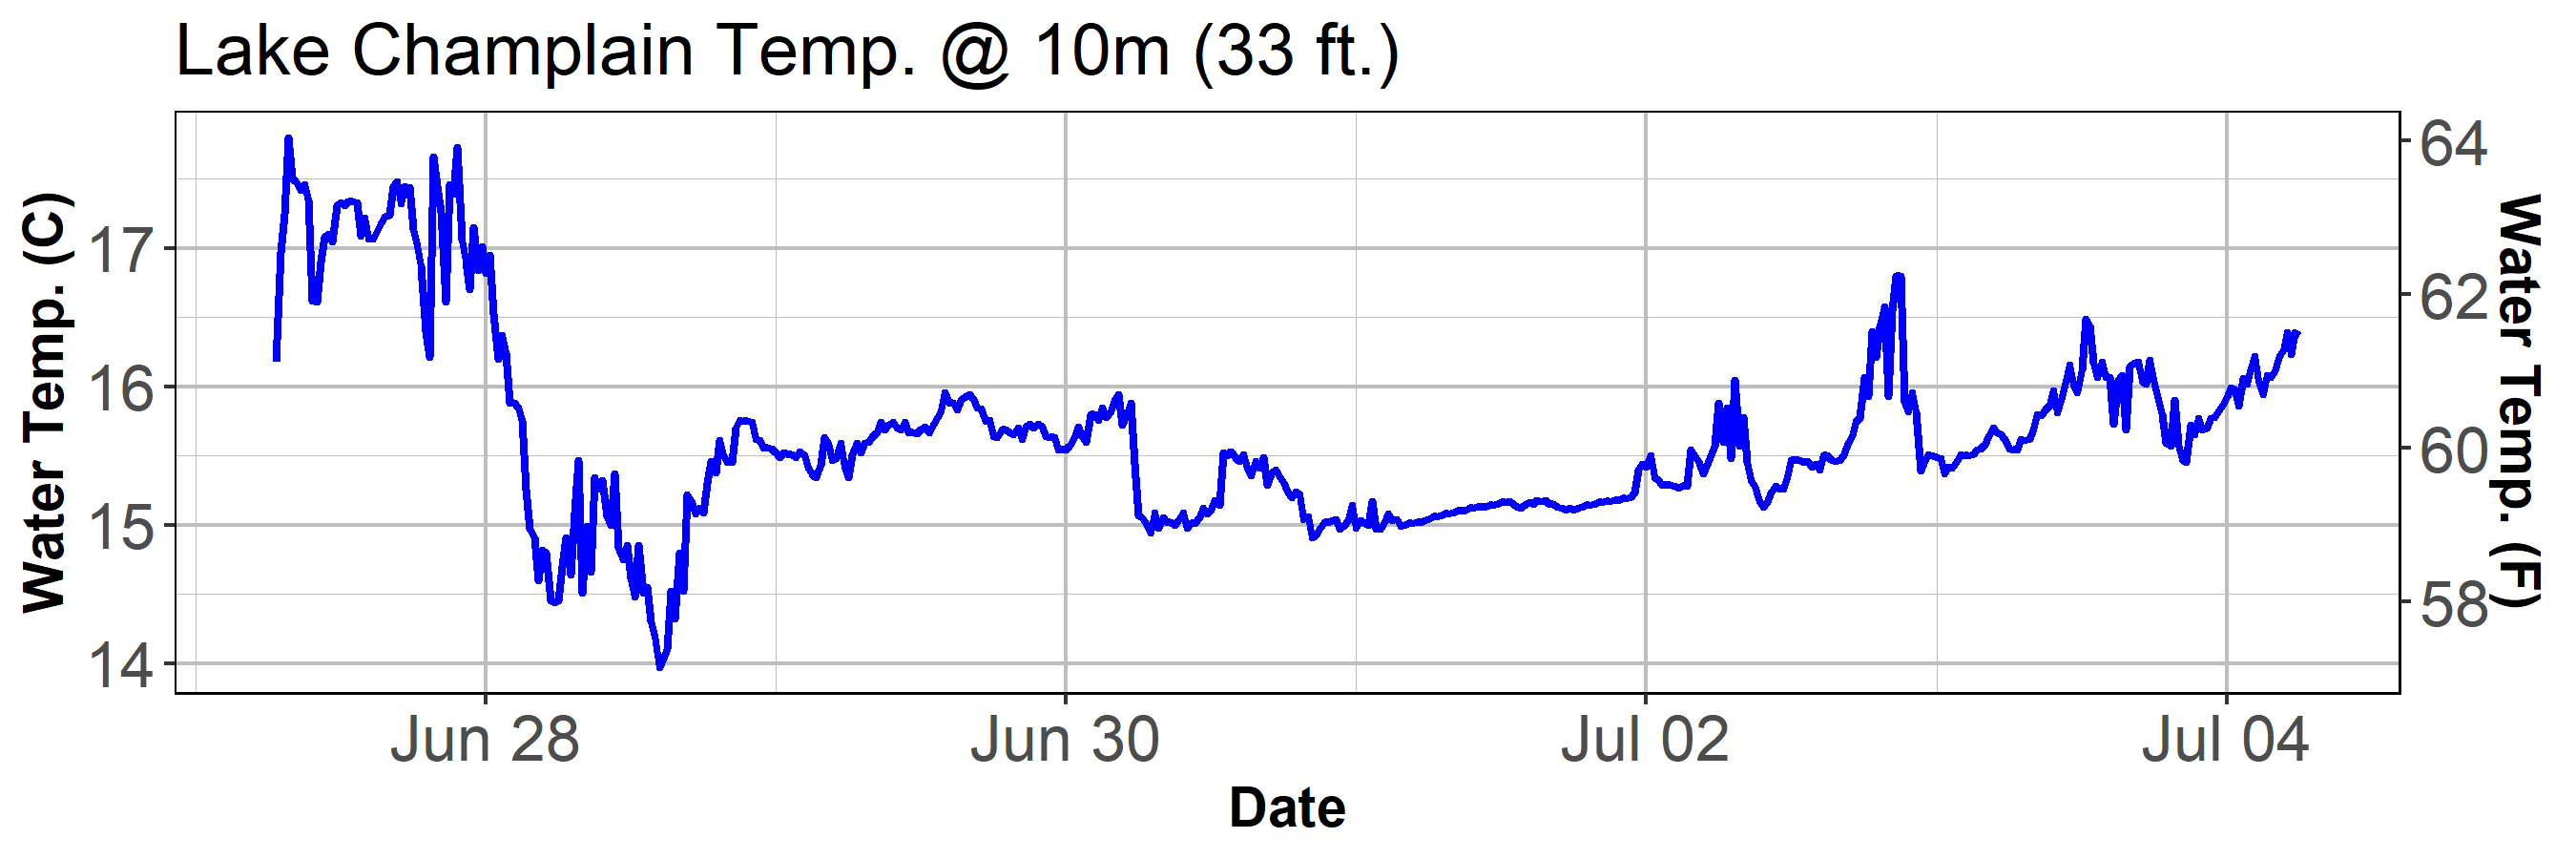 Lake Champlain Temp. @ 10m (33 ft.)
Water Temp. (C)
17
16
15
14
64
62
60
58
Water Temp. (F)
Jun 28
Jun 30
Jul 02
Jul 04
Date